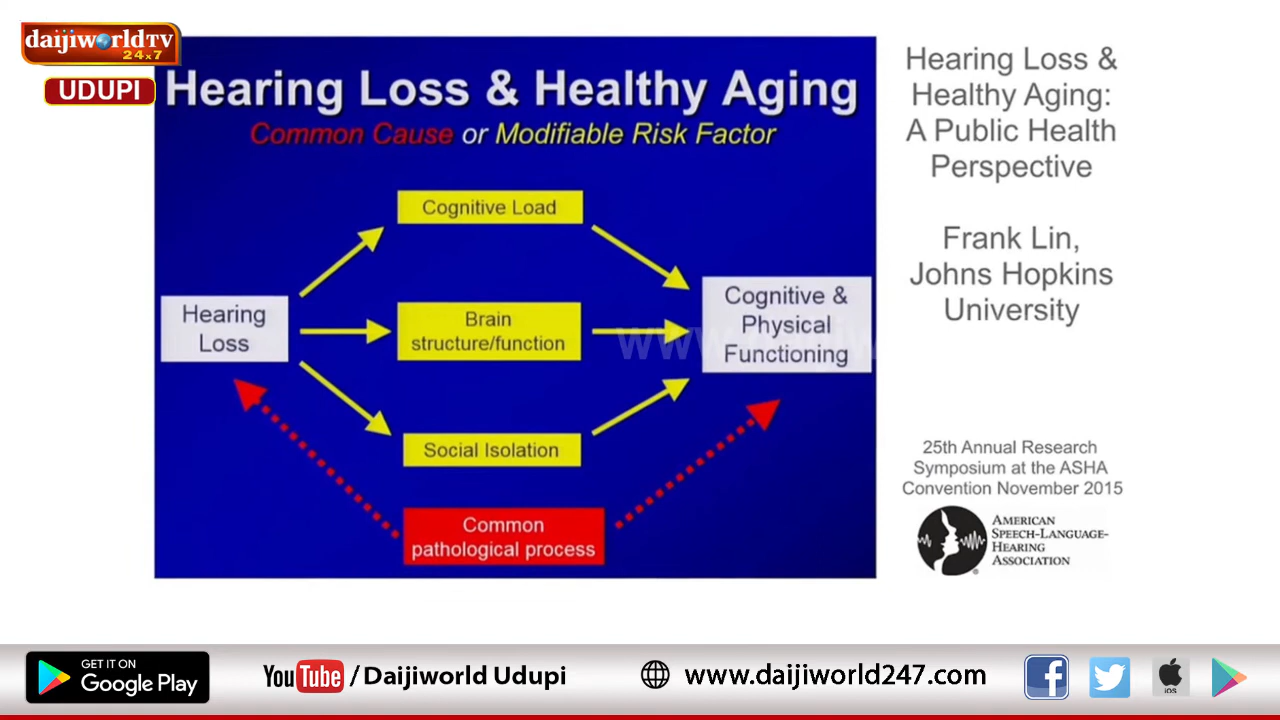 daijiworldTV
24x7
UDUPI
Hearing Loss & Healthy Aging
Common Cause or Modifiable Risk Factor
Cognitive Load
Hearing
Loss
Brain
structure/function
Cognitive &
Physical
Functioning
Social Isolation
Common
pathological process
Hearing Loss &
Healthy Aging:
A Public Health
Perspective
Frank Lin,
Johns Hopkins
University
25th Annual Research
Symposium at the ASHA
Convention November 2015
AMERICAN
SPEECH-LANGUAGE-
HEARING
ASSOCIATION
GET IT ON
Google Play
YouTube / Daijiworld Udupi
www.daijiworld247.com
iOS